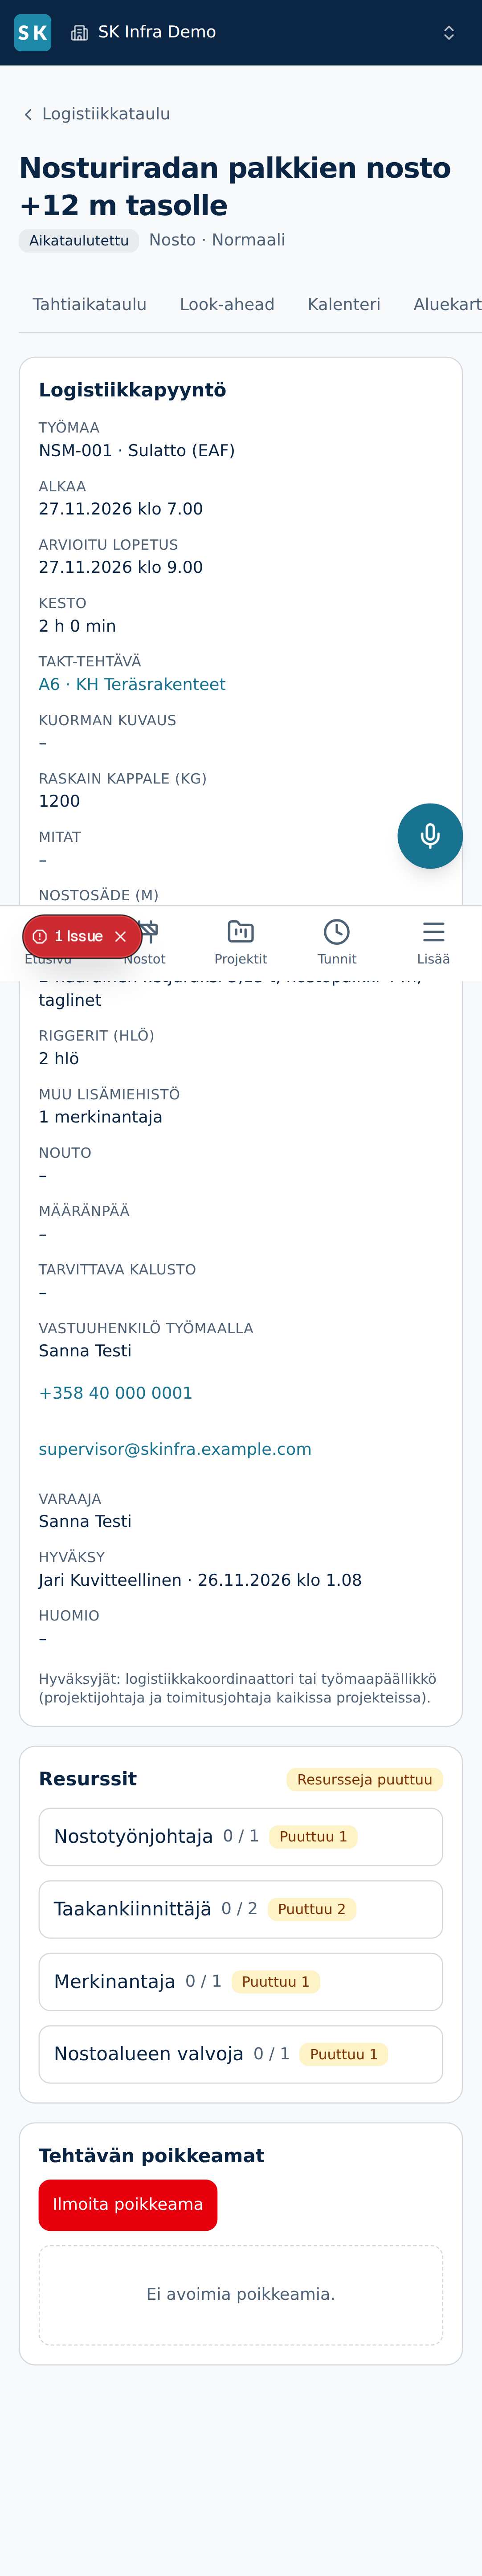 SK
SK Infra Demo
Logistiikkataulu
Nosturiradan palkkien nosto
+12 m tasolle
Aikataulutettu Nosto · Normaali
Tahtiaikataulu Look-ahead Kalenteri Aluekart
Logistiikkapyyntö
TYÖMAA
NSM-001 · Sulatto (EAF)
ALKAA
27.11.2026 klo 7.00
ARVIOITU LOPETUS
27.11.2026 klo 9.00
KESTO
2 h 0 min
TAKT-TEHTÄVÄ
A6 · KH Teräsrakenteet
KUORMAN KUVAUS
–
RASKAIN KAPPALE (KG)
1200
MITAT
–
NOSTOSÄDE (M)
1 Issue
Etusivu Nostot Projektit Tunnit Lisää
taglinet
RIGGERIT (HLÖ)
2 hlö
MUU LISÄMIEHISTÖ
1 merkinantaja
NOUTO
–
MÄÄRÄNPÄÄ
–
TARVITTAVA KALUSTO
–
VASTUUHENKILÖ TYÖMAALLA
Sanna Testi
+358 40 000 0001
supervisor@skinfra.example.com
VARAAJA
Sanna Testi
HYVÄKSY
Jari Kuvitteellinen · 26.11.2026 klo 1.08
HUOMIO
–
Hyväksyjät: logistiikkakoordinaattori tai työmaapäällikkö
(projektijohtaja ja toimitusjohtaja kaikissa projekteissa).
Resurssit Resursseja puuttuu
Nostotyönjohtaja 0 / 1 Puuttuu 1
Taakankiinnittäjä 0 / 2 Puuttuu 2
Merkinantaja 0 / 1 Puuttuu 1
Nostoalueen valvoja 0 / 1 Puuttuu 1
Tehtävän poikkeamat
Ilmoita poikkeama
Ei avoimia poikkeamia.